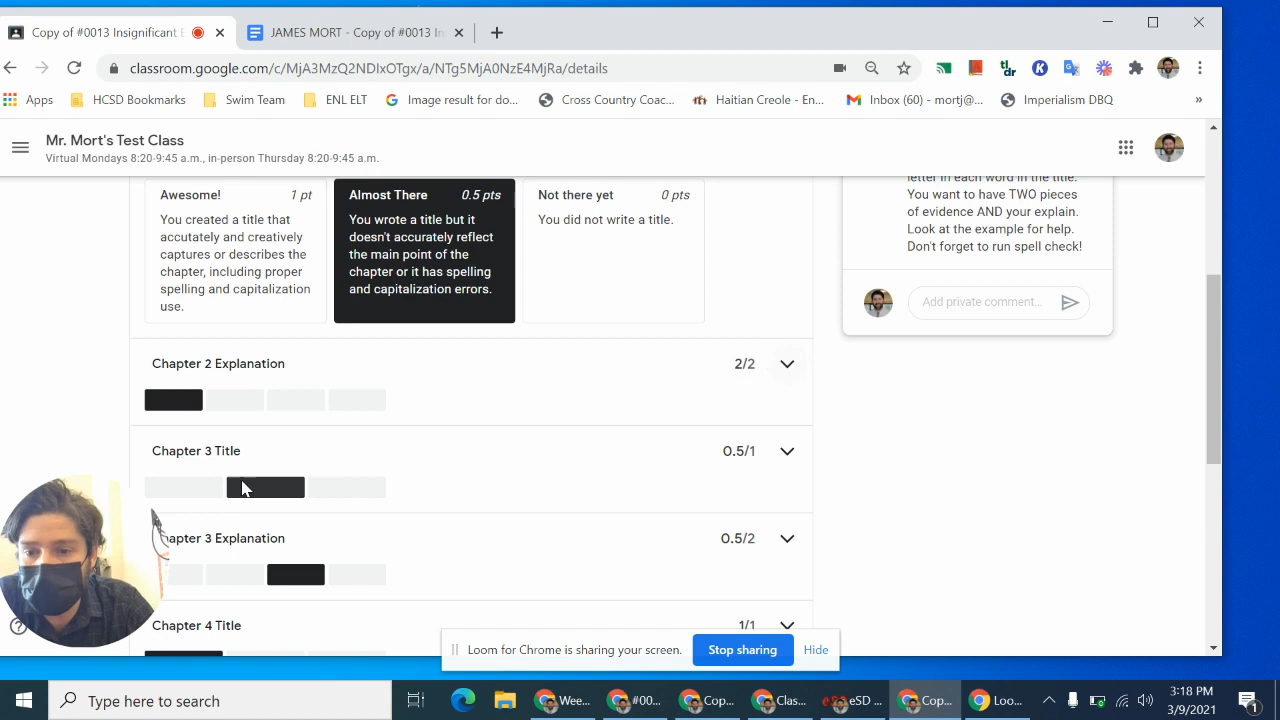 Copy of #0013 Insignificant E
JAMES MORT - Copy of #0013 In
classroom.google.com/c/MjA3MzQ2NDIxOTgx/a/NTg5MjA0NzE4MjRa/details
Apps HCSD Bookmarks Swim Team ENL ELT Image result for do... Cross Country Coac... Haitian Creole - En... Inbox (60) - mortj@... Imperialism DBQ »
Mr. Mort's Test Class
Virtual Mondays 8:20-9:45 a.m., in-person Thursday 8:20-9:45 a.m.
Awesome! 1 pt
You created a title that
accutately and creatively
captures or describes the
chapter, including proper
spelling and capitalization
use.
Almost There 0.5 pts
You wrote a title but it
doesn't accurately reflect
the main point of the
chapter or it has spelling
and capitalization errors.
Not there yet 0 pts
You did not write a title.
letter in each word in the title.
You want to have TWO pieces
of evidence AND your explain.
Look at the example for help.
Don't forget to run spell check!
Add private comment...
Chapter 2 Explanation 2/2
Chapter 3 Title 0.5/1
hapter 3 Explanation 0.5/2
Chapter 4 Title 1/1
Loom for Chrome is sharing your screen. Stop sharing Hide
Type here to search
Wee... #00... Cop... Clas... eSD ... Cop... Loo...
3:18 PM
3/9/2021